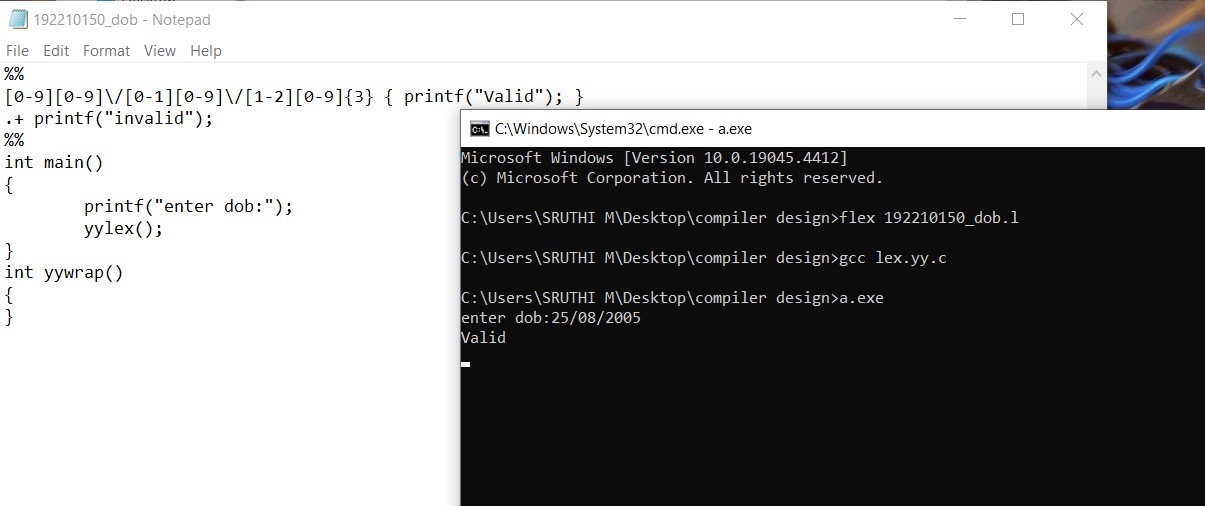 192210150_dob - Notepad
File Edit Format View Help
%%
[0-9][0-9]\/[0-1][0-9]\/[1-2][0-9]{3} { printf("Valid"); }
.+ printf("invalid");
%%
int main()
{
printf("enter dob:");
yylex();
}
int yywrap()
{
}
C:\Windows\System32\cmd.exe - a.exe
Microsoft Windows [Version 10.0.19045.4412]
(c) Microsoft Corporation. All rights reserved.
C:\Users\SRUTHI M\Desktop\compiler design>flex 192210150_dob.l
C:\Users\SRUTHI M\Desktop\compiler design>gcc lex.yy.c
C:\Users\SRUTHI M\Desktop\compiler design>a.exe
enter dob:25/08/2005
Valid